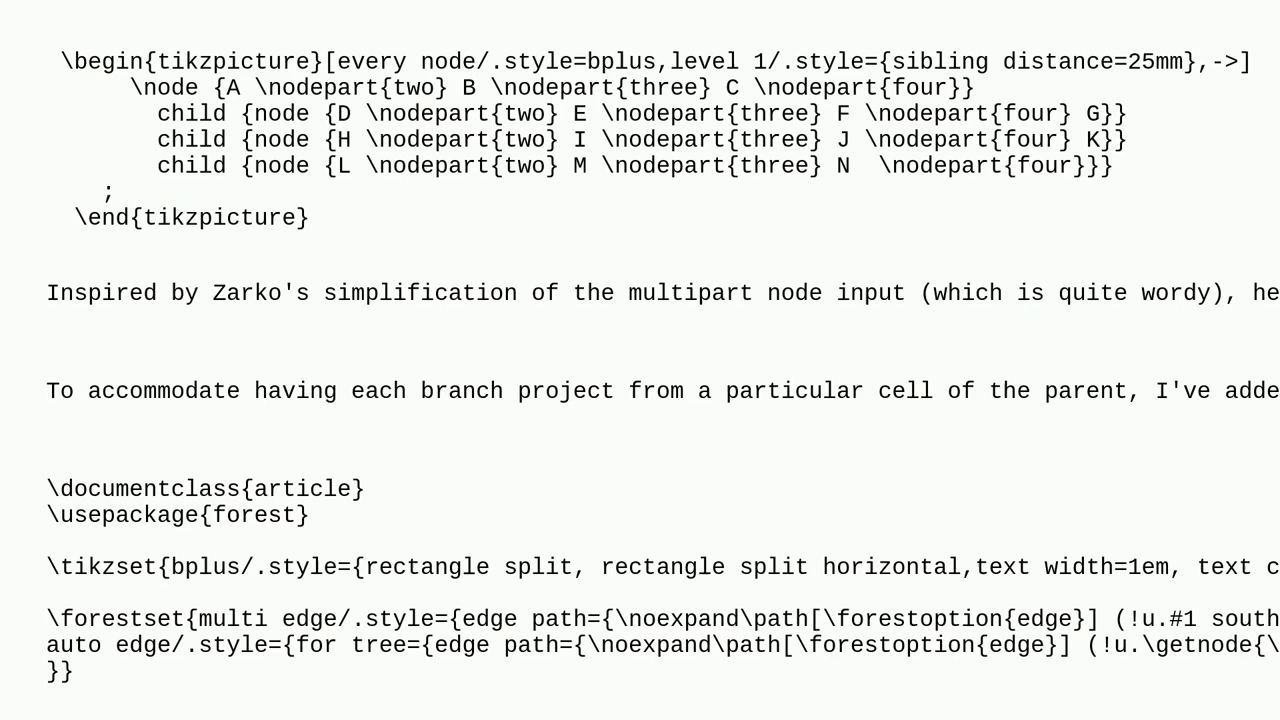 \begin{tikzpicture}[every node/.style=bplus,level 1/.style={sibling distance=25mm},->]
\node {A \nodepart{two} B \nodepart{three} C \nodepart{four}}
child {node {D \nodepart{two} E \nodepart{three} F \nodepart{four} G}}
child {node {H \nodepart{two} I \nodepart{three} J \nodepart{four} K}}
child {node {L \nodepart{two} M \nodepart{three} N  \nodepart{four}}}
;
\end{tikzpicture}
Inspired by Zarko's simplification of the multipart node input (which is quite wordy), he
To accommodate having each branch project from a particular cell of the parent, I've adde
\documentclass{article}
\usepackage{forest}
\tikzset{bplus/.style={rectangle split, rectangle split horizontal,text width=1em, text c
\forestset{multi edge/.style={edge path={\noexpand\path[\forestoption{edge}] (!u.#1 south
auto edge/.style={for tree={edge path={\noexpand\path[\forestoption{edge}] (!u.\getnode{\
}}